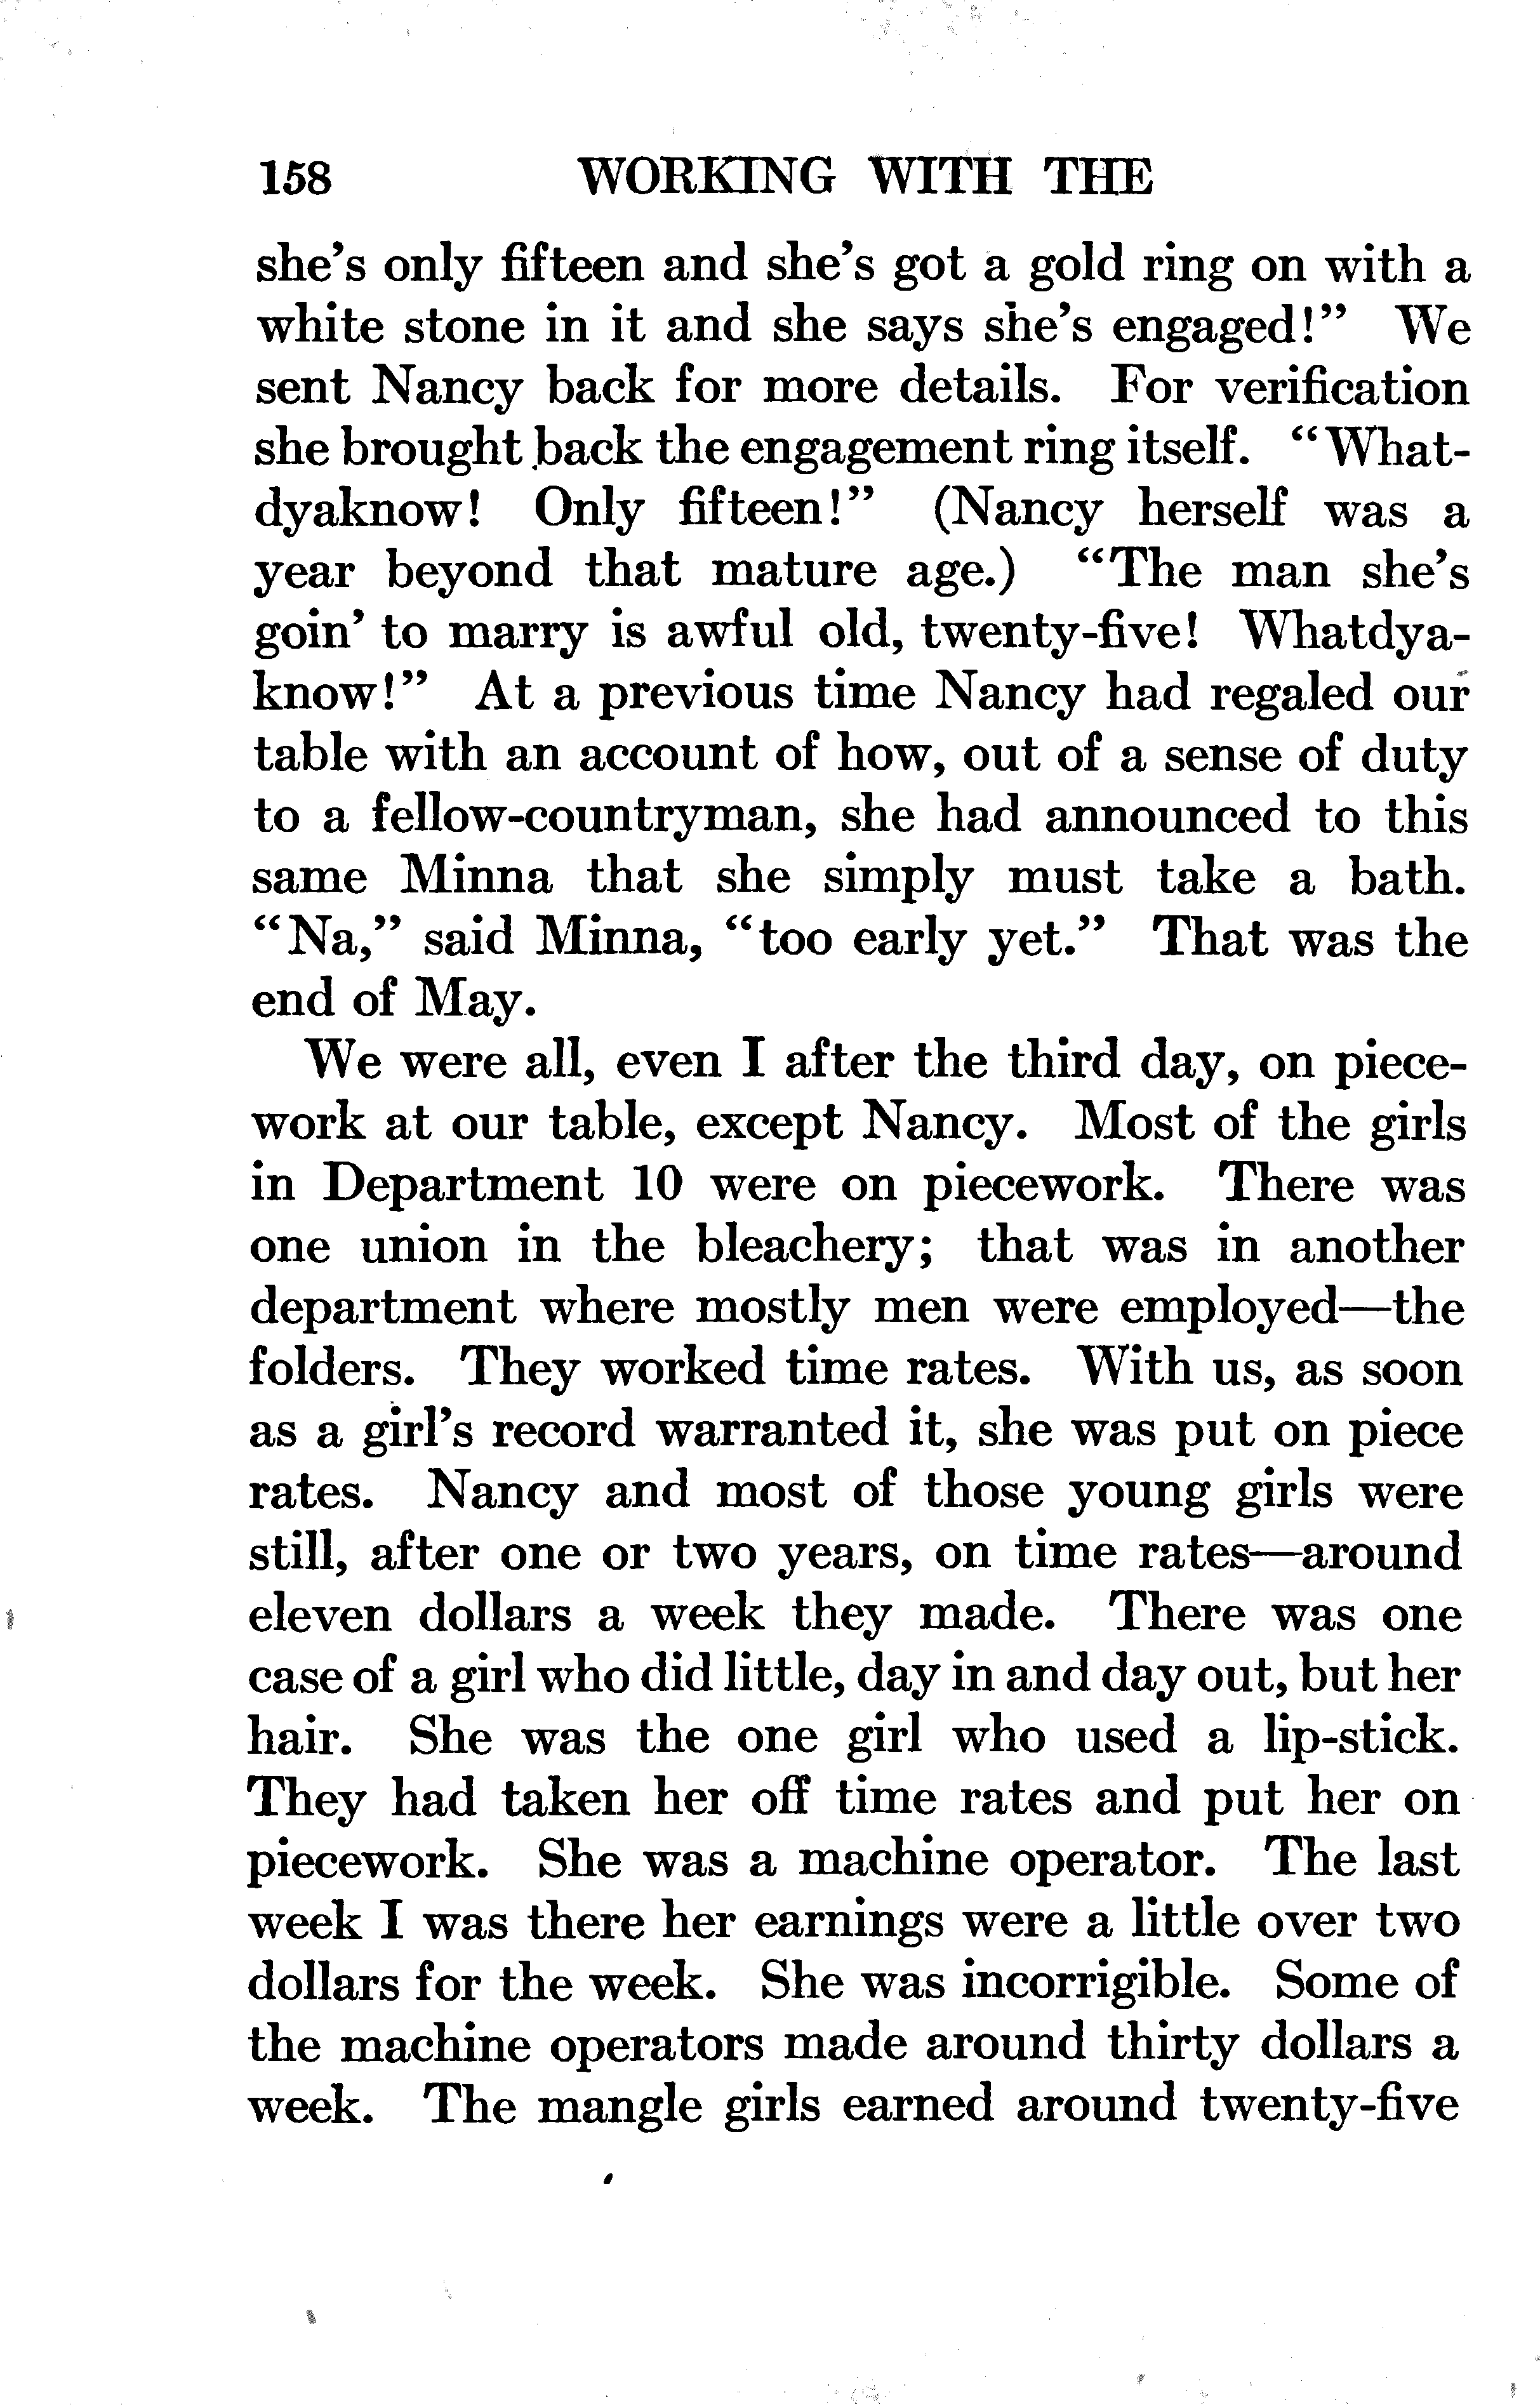 158 WORKING WITH THE
she's only fifteen and she's got a gold ring on with a
white stone in it and she says she's engaged!” We
sent Nancy back for more details. For verification
she brought back the engagement ring itself. “What-
dyaknow! Only fifteen!” (Nancy herself was a
year beyond that mature age.) “The man she's
goin' to marry is awful old, twenty-five! Whatdya-
know!” At a previous time Nancy had regaled our
table with an account of how, out of a sense of duty
to a fellow-countryman, she had announced to this
same Minna that she simply must take a bath.
“Na,” said Minna, “too early yet.” That was the
end of May.
We were all, even I after the third day, on piece-
work at our table, except Nancy. Most of the girls
in Department 10 were on piecework. There was
one union in the bleachery; that was in another
department where mostly men were employed—the
folders. They worked time rates. With us, as soon
as a girl's record warranted it, she was put on piece
rates. Nancy and most of those young girls were
still, after one or two years, on time rates—around
eleven dollars a week they made. There was one
case of a girl who did little, day in and day out, but her
hair. She was the one girl who used a lip-stick.
They had taken her off time rates and put her on
piecework. She was a machine operator. The last
week I was there her earnings were a little over two
dollars for the week. She was incorrigible. Some of
the machine operators made around thirty dollars a
week. The mangle girls earned around twenty-five